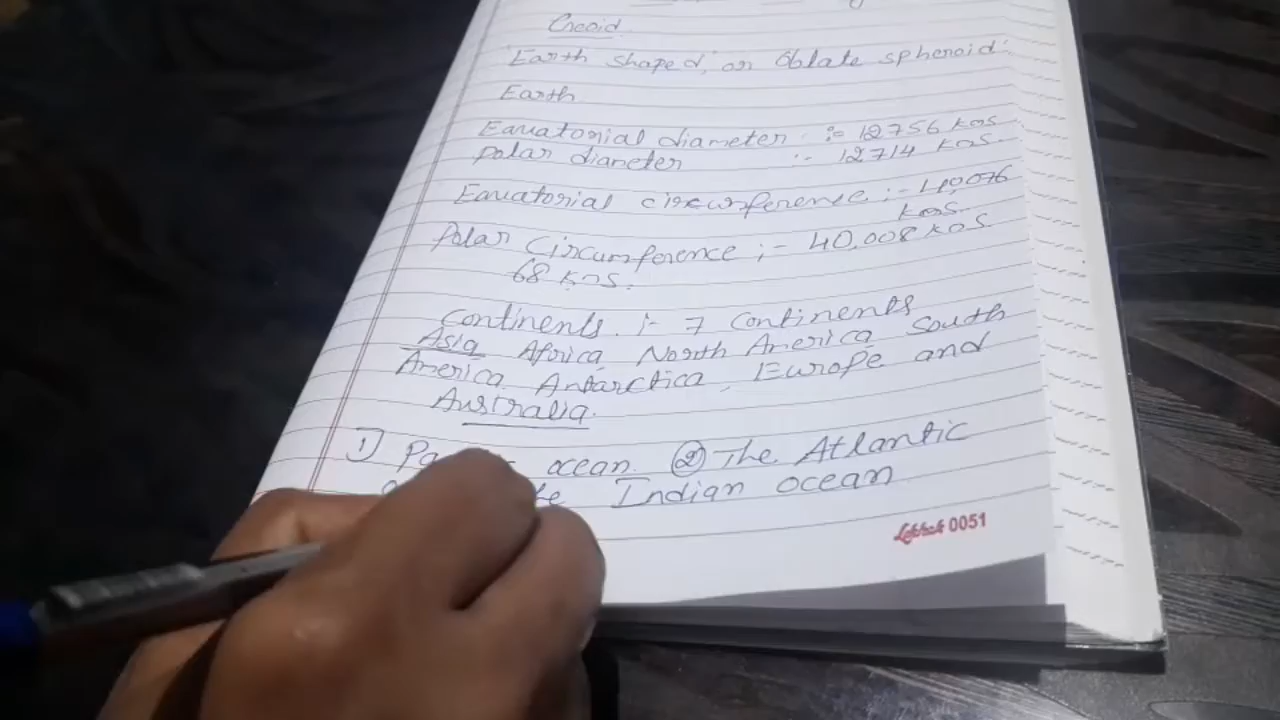 Geoid
'Earth shaped' or Oblate spheroid'.
Earth
Equatorial diameter :- 12756 kms
Polar diameter :- 12714 kms.
Equatorial circumference :- 40,076
kms.
Polar Circumference :- 40,008 kms
68 kms.
Continents :- 7 continents
Asia Africa, North America South
America, Antarctica, Europe and
Australia.
1) ocean. ② The Atlantic
Indian ocean
Lekhak 0051